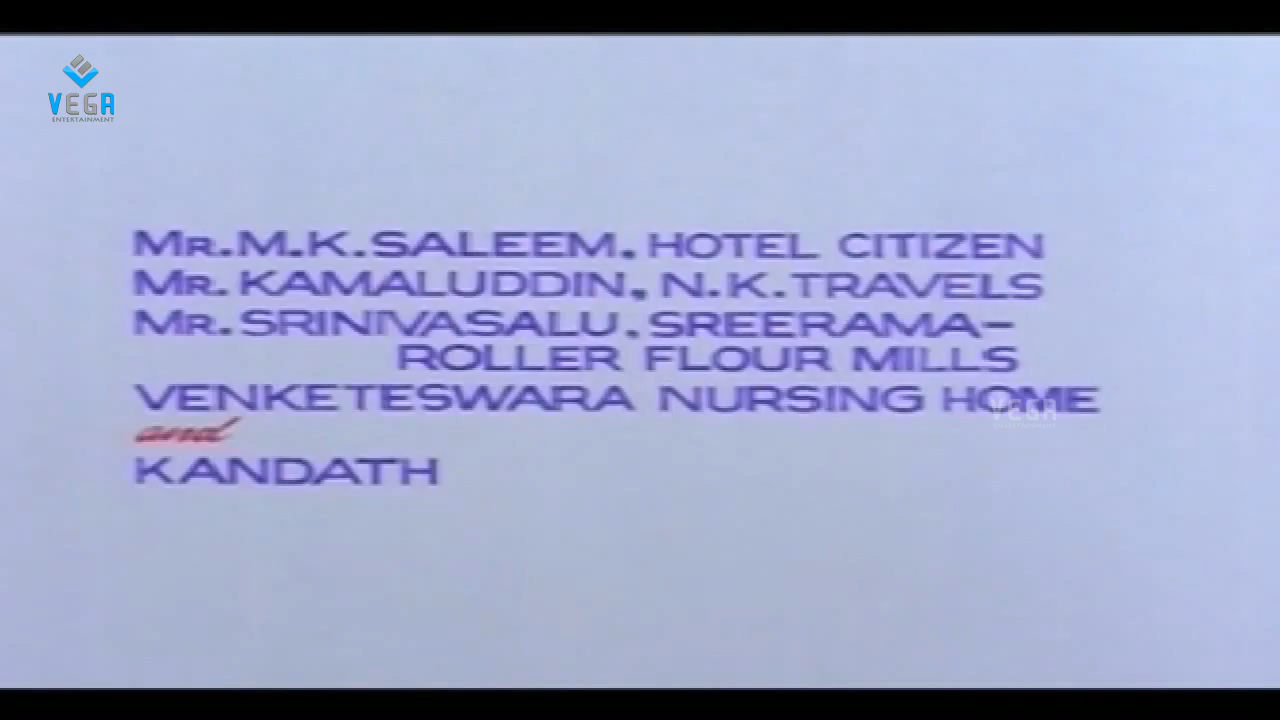 VEGA
ENTERTAINMENT
MR. M.K. SALEEM, HOTEL CITIZEN
MR. KAMALUDDIN, N.K. TRAVELS
MR. SRINIVASALU, SREERAMA-
ROLLER FLOUR MILLS
VENKETESWARA NURSING HOME
VEGA
and
KANDATH